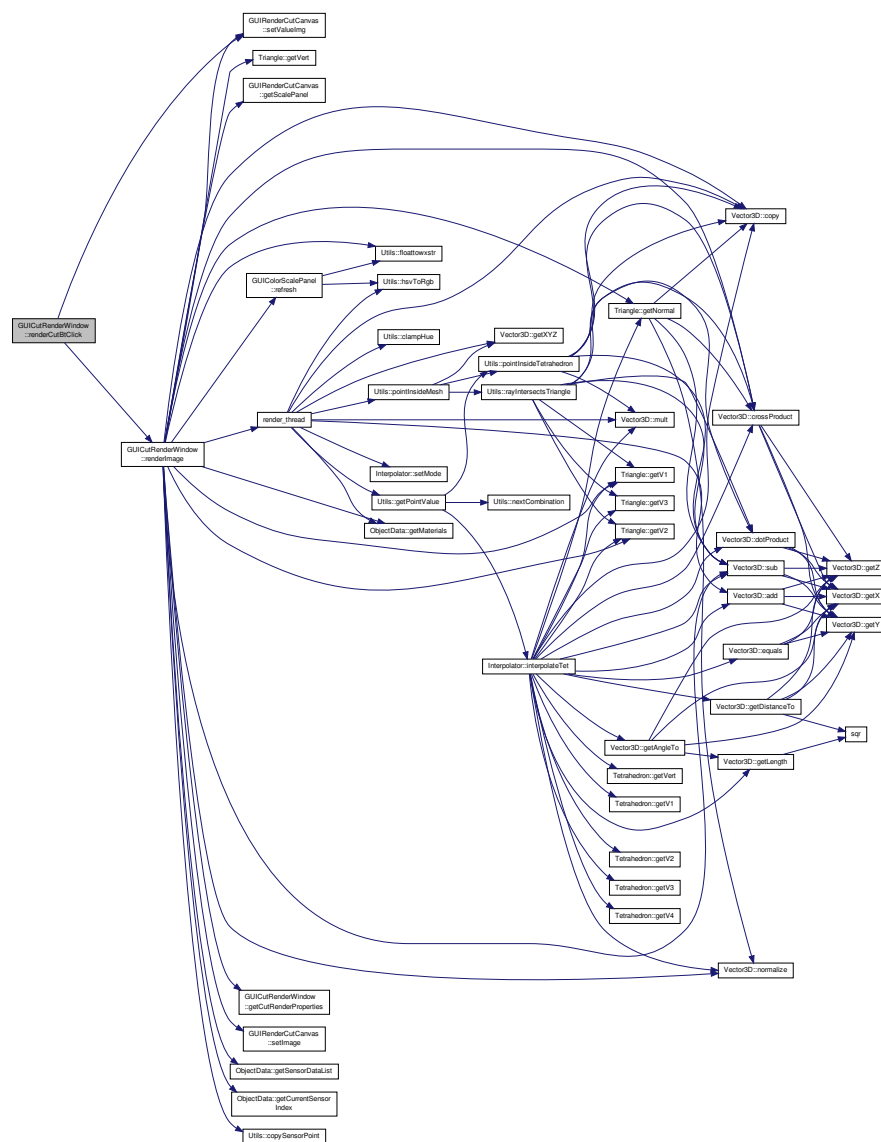 GUICutRenderWindow
::renderCutBtClick
GUICutRenderWindow
::renderImage
GUIRenderCutCanvas
::setValueImg
Triangle::getVert
GUIRenderCutCanvas
::getScalePanel
GUIColorScalePanel
::refresh
render_thread
GUICutRenderWindow
::getCutRenderProperties
GUIRenderCutCanvas
::setImage
ObjectData::getSensorDataList
ObjectData::getCurrentSensor
Index
Utils::copySensorPoint
Utils::floattowxstr
Utils::hsvToRgb
Utils::clampHue
Utils::pointInsideMesh
Interpolator::setMode
Utils::getPointValue
ObjectData::getMaterials
Vector3D::getXYZ
Utils::pointInsideTetrahedron
Utils::rayIntersectsTriangle
Utils::nextCombination
Interpolator::interpolateTet
Triangle::getNormal
Vector3D::mult
Triangle::getV1
Triangle::getV3
Triangle::getV2
Vector3D::getAngleTo
Tetrahedron::getVert
Tetrahedron::getV1
Tetrahedron::getV2
Tetrahedron::getV3
Tetrahedron::getV4
Vector3D::copy
Vector3D::crossProduct
Vector3D::dotProduct
Vector3D::sub
Vector3D::add
Vector3D::equals
Vector3D::getDistanceTo
Vector3D::getLength
Vector3D::normalize
Vector3D::getZ
Vector3D::getX
Vector3D::getY
sqr